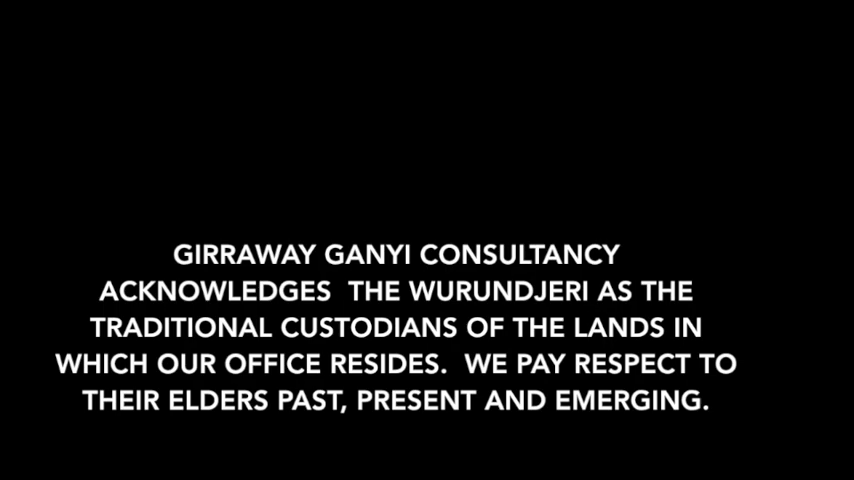 GIRRAWAY GANYI CONSULTANCY
ACKNOWLEDGES  THE WURUNDJERI AS THE
TRADITIONAL CUSTODIANS OF THE LANDS IN
WHICH OUR OFFICE RESIDES.  WE PAY RESPECT TO
THEIR ELDERS PAST, PRESENT AND EMERGING.